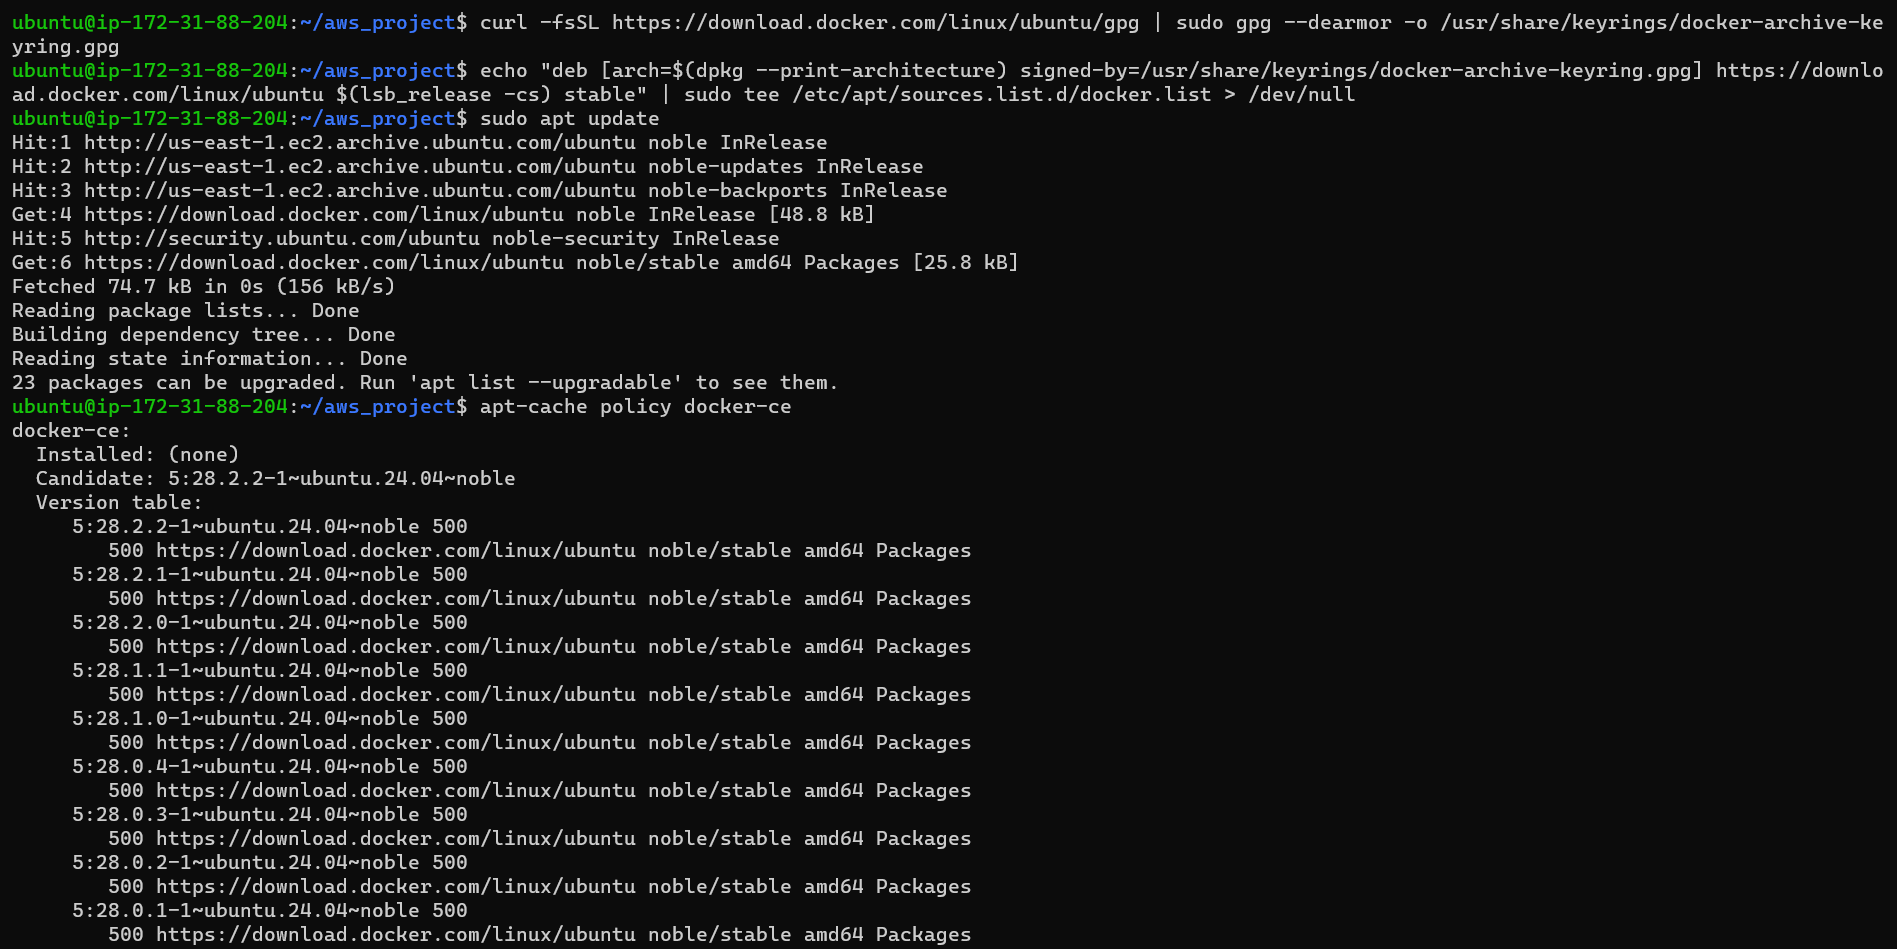 ubuntu@ip-172-31-88-204:~/aws_project$ curl -fsSL https://download.docker.com/linux/ubuntu/gpg | sudo gpg --dearmor -o /usr/share/keyrings/docker-archive-ke
yring.gpg
ubuntu@ip-172-31-88-204:~/aws_project$ echo "deb [arch=$(dpkg --print-architecture) signed-by=/usr/share/keyrings/docker-archive-keyring.gpg] https://downlo
ad.docker.com/linux/ubuntu $(lsb_release -cs) stable" | sudo tee /etc/apt/sources.list.d/docker.list > /dev/null
ubuntu@ip-172-31-88-204:~/aws_project$ sudo apt update
Hit:1 http://us-east-1.ec2.archive.ubuntu.com/ubuntu noble InRelease
Hit:2 http://us-east-1.ec2.archive.ubuntu.com/ubuntu noble-updates InRelease
Hit:3 http://us-east-1.ec2.archive.ubuntu.com/ubuntu noble-backports InRelease
Get:4 https://download.docker.com/linux/ubuntu noble InRelease [48.8 kB]
Hit:5 http://security.ubuntu.com/ubuntu noble-security InRelease
Get:6 https://download.docker.com/linux/ubuntu noble/stable amd64 Packages [25.8 kB]
Fetched 74.7 kB in 0s (156 kB/s)
Reading package lists... Done
Building dependency tree... Done
Reading state information... Done
23 packages can be upgraded. Run 'apt list --upgradable' to see them.
ubuntu@ip-172-31-88-204:~/aws_project$ apt-cache policy docker-ce
docker-ce:
  Installed: (none)
  Candidate: 5:28.2.2-1~ubuntu.24.04~noble
  Version table:
     5:28.2.2-1~ubuntu.24.04~noble 500
        500 https://download.docker.com/linux/ubuntu noble/stable amd64 Packages
     5:28.2.1-1~ubuntu.24.04~noble 500
        500 https://download.docker.com/linux/ubuntu noble/stable amd64 Packages
     5:28.2.0-1~ubuntu.24.04~noble 500
        500 https://download.docker.com/linux/ubuntu noble/stable amd64 Packages
     5:28.1.1-1~ubuntu.24.04~noble 500
        500 https://download.docker.com/linux/ubuntu noble/stable amd64 Packages
     5:28.1.0-1~ubuntu.24.04~noble 500
        500 https://download.docker.com/linux/ubuntu noble/stable amd64 Packages
     5:28.0.4-1~ubuntu.24.04~noble 500
        500 https://download.docker.com/linux/ubuntu noble/stable amd64 Packages
     5:28.0.3-1~ubuntu.24.04~noble 500
        500 https://download.docker.com/linux/ubuntu noble/stable amd64 Packages
     5:28.0.2-1~ubuntu.24.04~noble 500
        500 https://download.docker.com/linux/ubuntu noble/stable amd64 Packages
     5:28.0.1-1~ubuntu.24.04~noble 500
        500 https://download.docker.com/linux/ubuntu noble/stable amd64 Packages